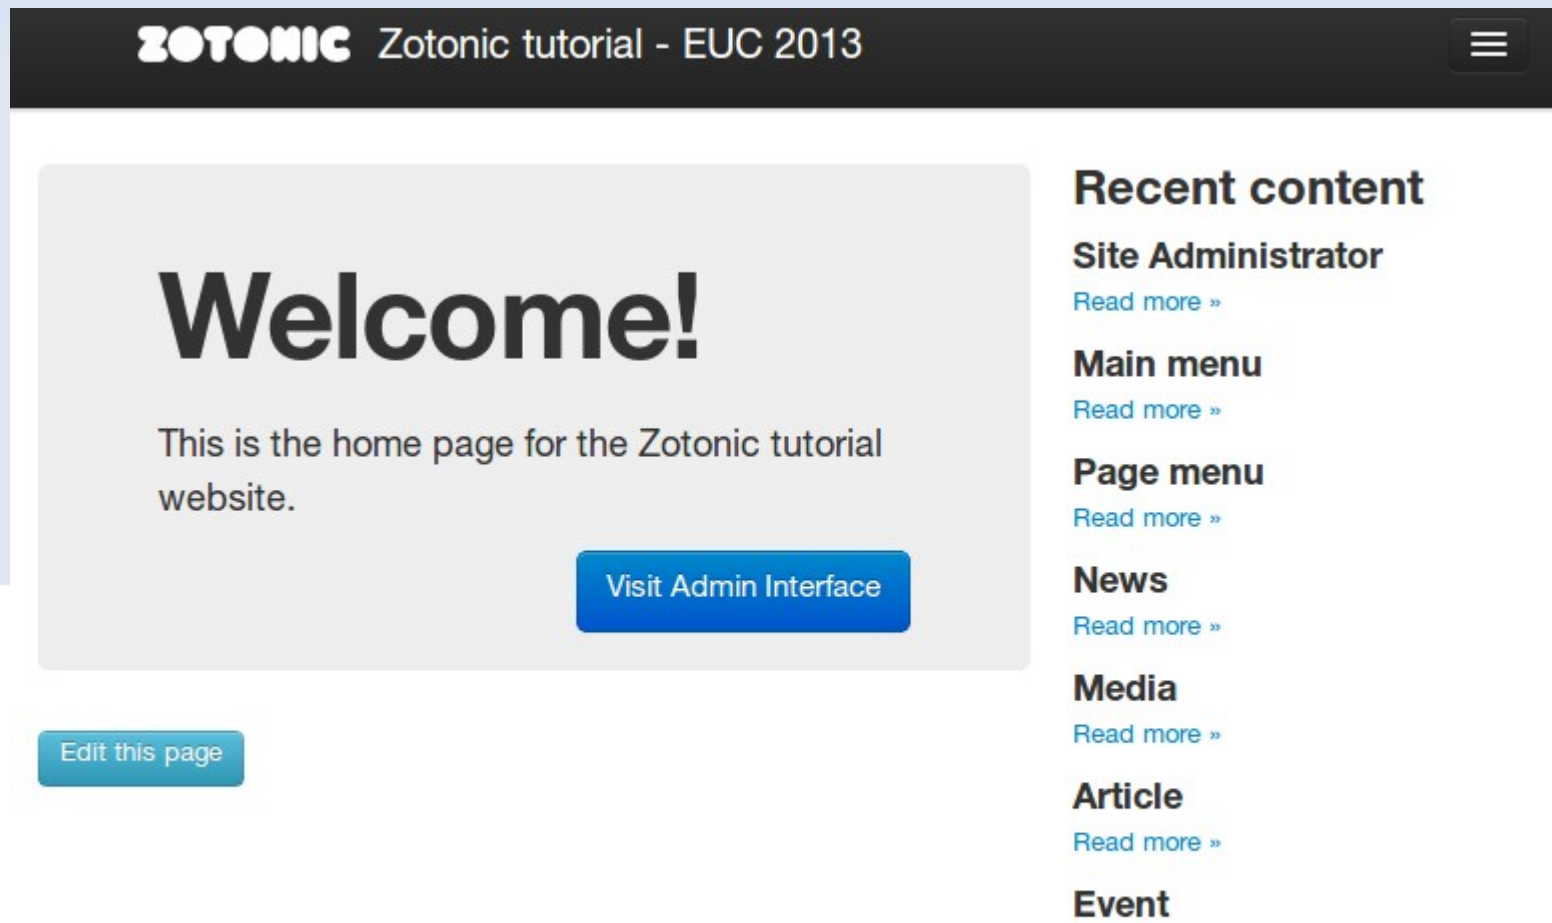 ZOTONIC Zotonic tutorial - EUC 2013
Welcome!
This is the home page for the Zotonic tutorial
website.
Visit Admin Interface
Edit this page
Recent content
Site Administrator
Read more »
Main menu
Read more »
Page menu
Read more »
News
Read more »
Media
Read more »
Article
Read more »
Event